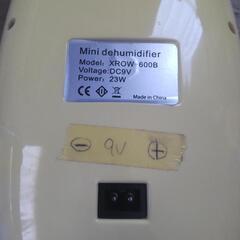 Mini dehumidifier
Model: XROW-600B
Voltage:DC9V
Power: 23W
Made in China
⊖ 9V ⊕